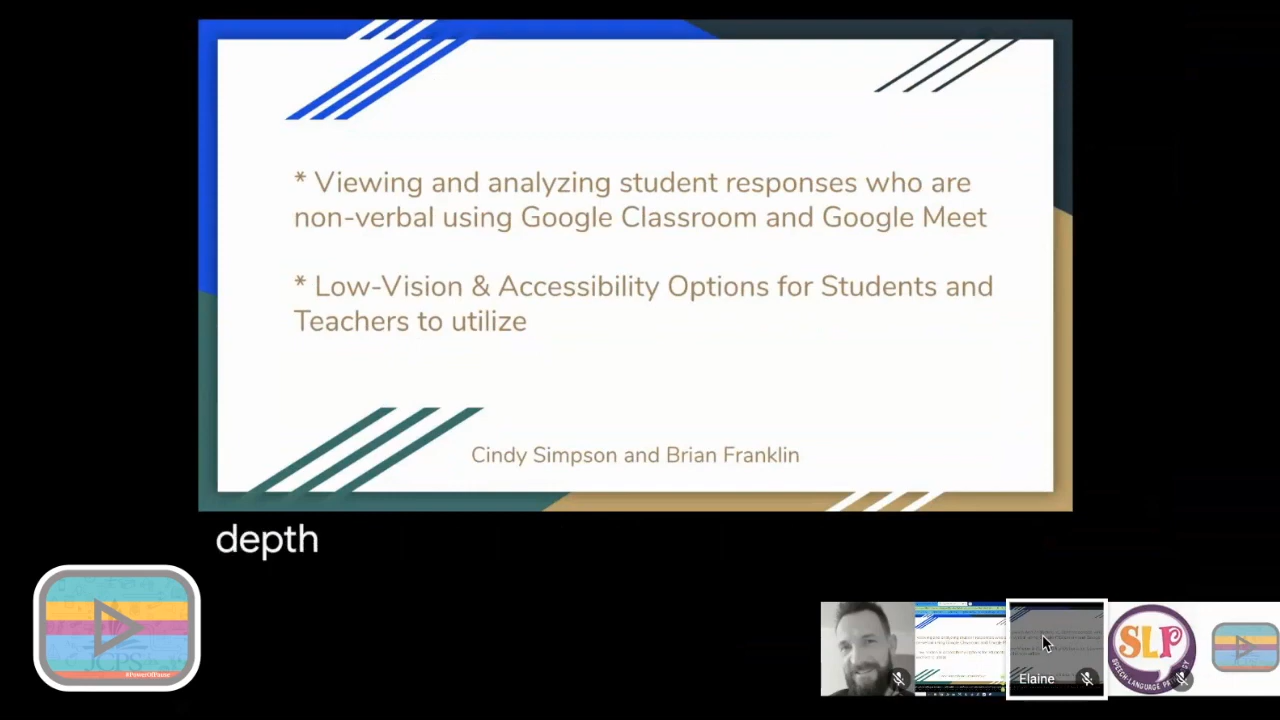 * Viewing and analyzing student responses who are
non-verbal using Google Classroom and Google Meet
* Low-Vision & Accessibility Options for Students and
Teachers to utilize
Cindy Simpson and Brian Franklin
depth
JCPS
Elaine
SLP